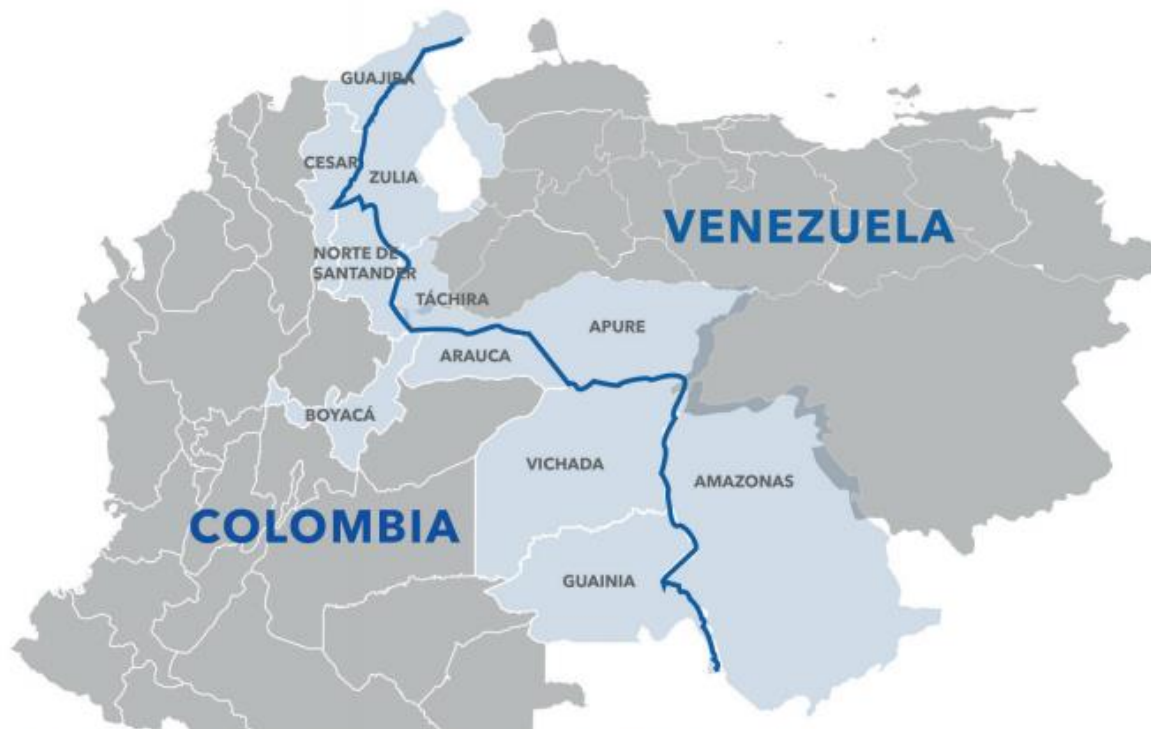 GUAJIRA
CESAR
ZULIA
VENEZUELA
NORTE DE
SANTANDER
TÁCHIRA
APURE
ARAUCA
BOYACÁ
VICHADA
AMAZONAS
COLOMBIA
GUAINIA